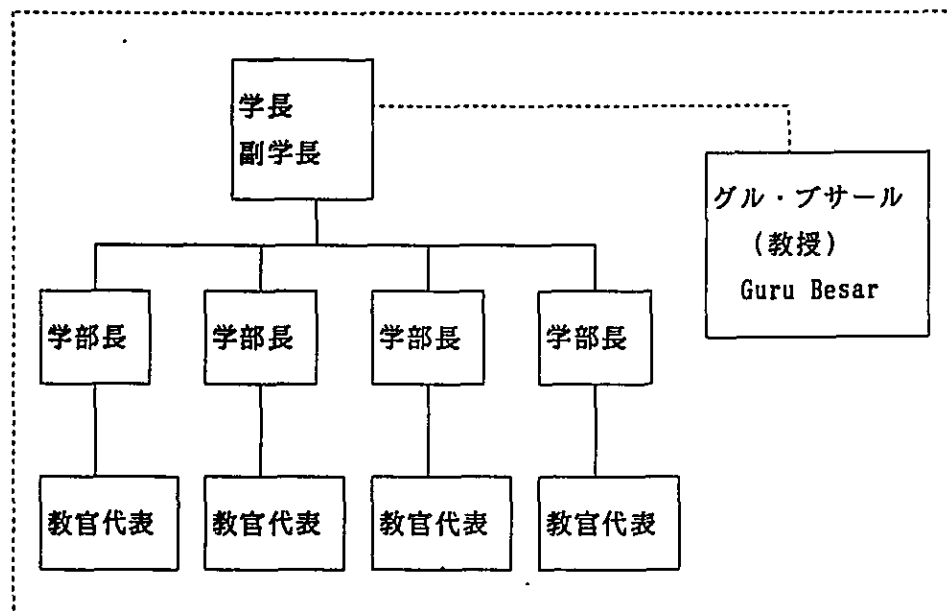 学長
副学長
グル・ブサール
(教授)
Guru Besar
学部長
学部長
学部長
学部長
教官代表
教官代表
教官代表
教官代表